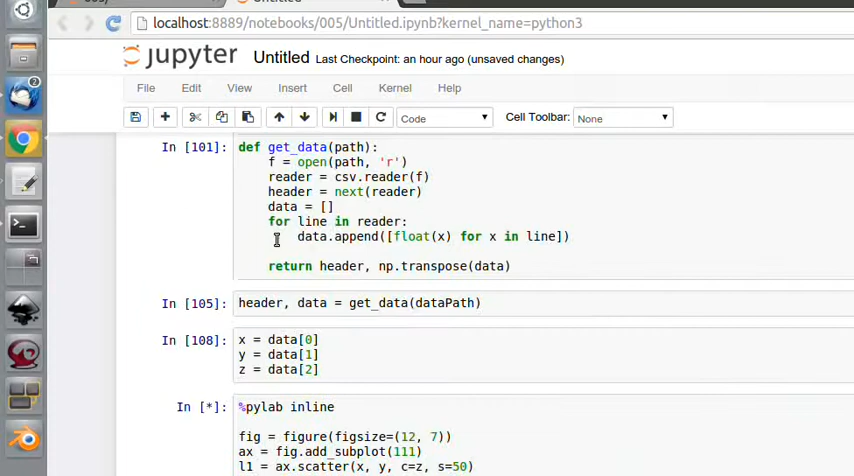 Untitled
localhost:8889/notebooks/005/Untitled.ipynb?kernel_name=python3
2
jupyter Untitled Last Checkpoint: an hour ago (unsaved changes)
File Edit View Insert Cell Kernel Help
Code Cell Toolbar: None
In [101]: def get_data(path):
f = open(path, 'r')
reader = csv.reader(f)
header = next(reader)
data = []
for line in reader:
data.append([float(x) for x in line])
return header, np.transpose(data)
In [105]: header, data = get_data(dataPath)
In [108]: x = data[0]
y = data[1]
z = data[2]
In [*]: %pylab inline
fig = figure(figsize=(12, 7))
ax = fig.add_subplot(111)
l1 = ax.scatter(x, y, c=z, s=50)